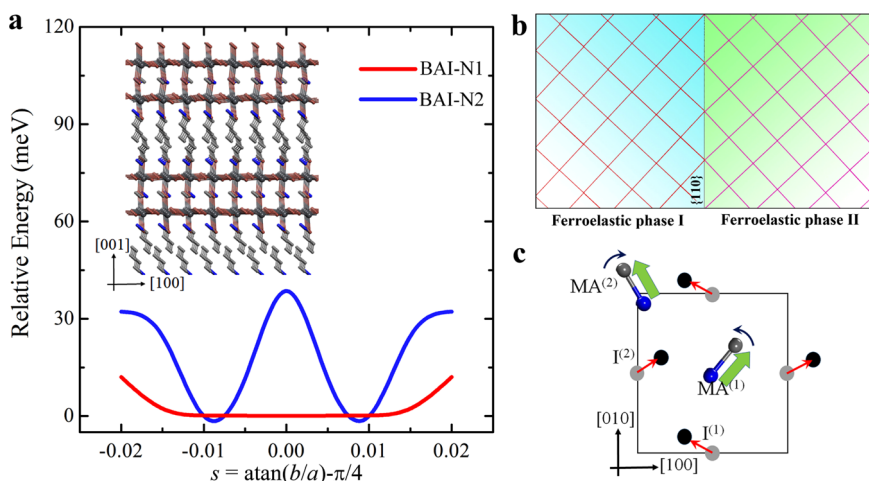 a
120
90
60
30
0
Relative Energy (meV)
BAI-N1
BAI-N2
[001]
[100]
-0.02
-0.01
0.00
0.01
0.02
s = atan(b/a)-π/4
b
{110}
Ferroelastic phase I
Ferroelastic phase II
c
MA(2)
I(2)
MA(1)
I(1)
[010]
[100]